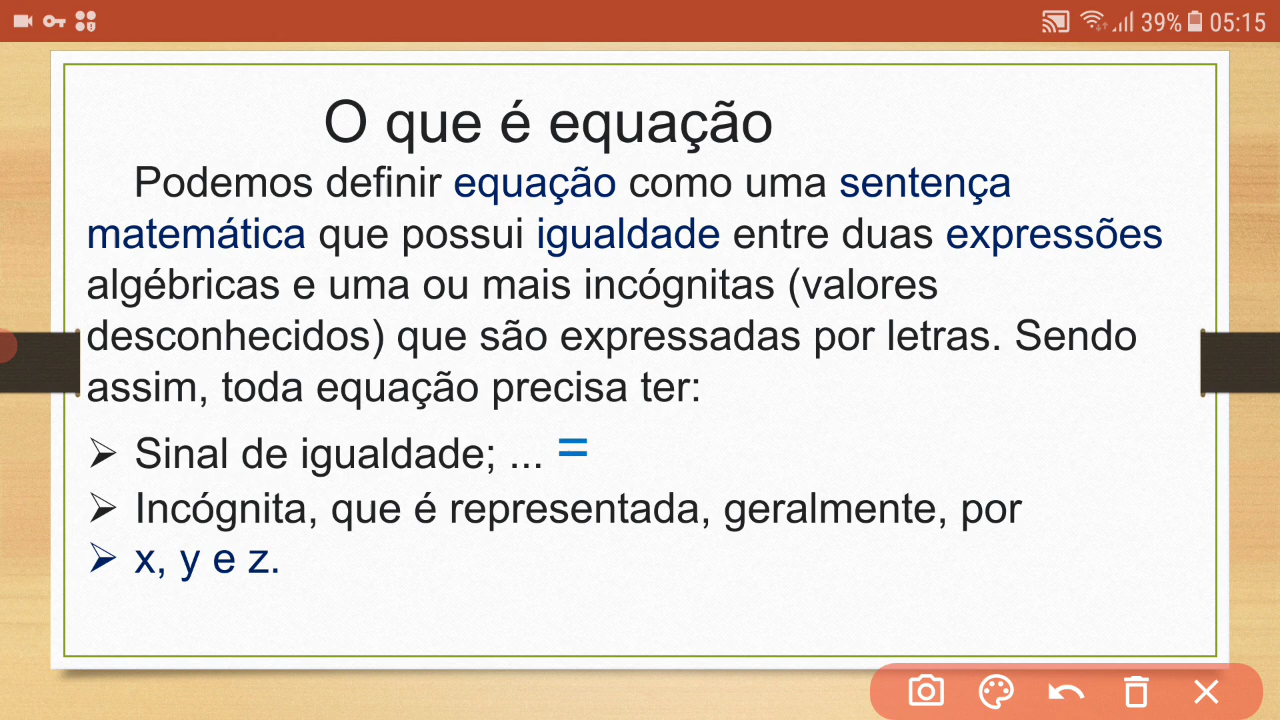 39% 05:15
O que é equação
Podemos definir equação como uma sentença
matemática que possui igualdade entre duas expressões
algébricas e uma ou mais incógnitas (valores
desconhecidos) que são expressadas por letras. Sendo
assim, toda equação precisa ter:
➢ Sinal de igualdade; ... =
➢ Incógnita, que é representada, geralmente, por
➢ x, y e z.